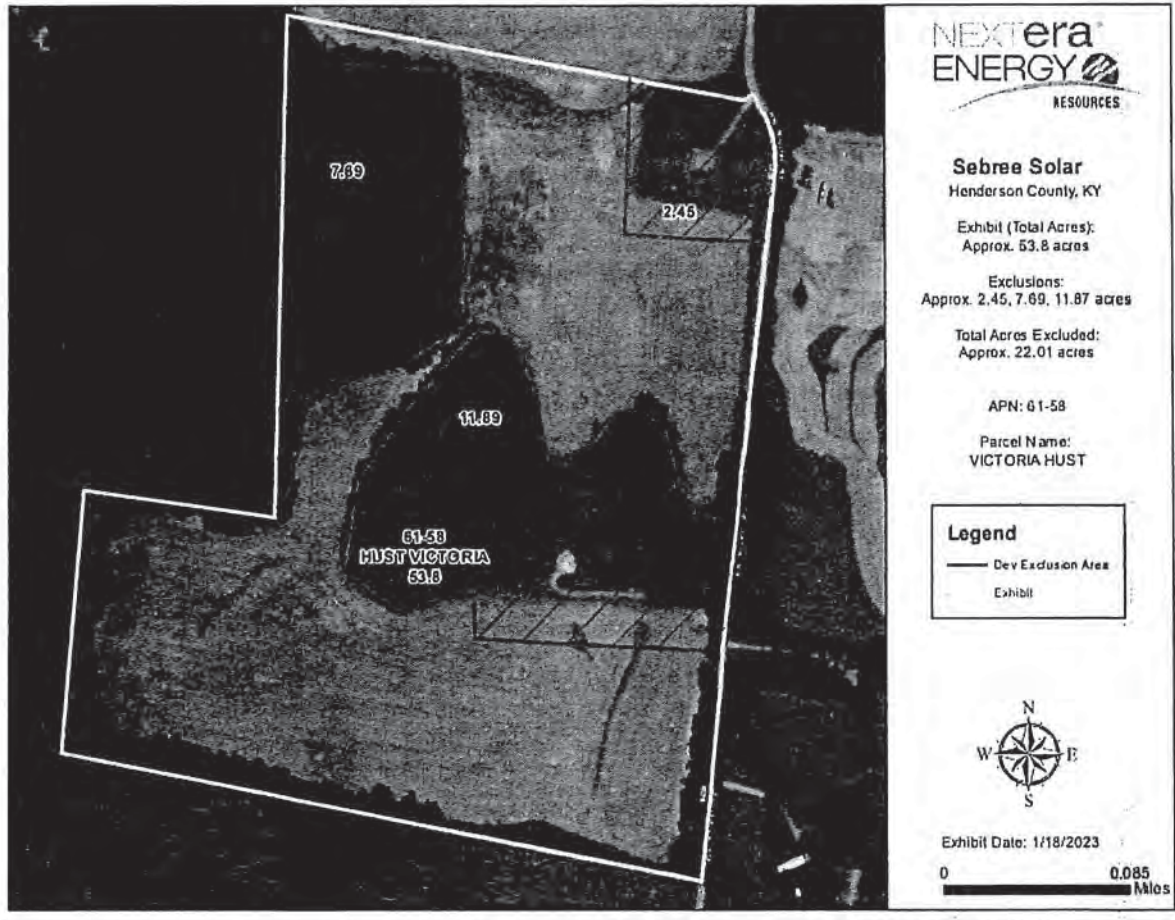 7.69
2.45
11.89
61-58
HUST VICTORIA
53.8
NEXTera
ENERGY
RESOURCES
Sebree Solar
Henderson County, KY
Exhibit (Total Acres):
Approx. 53.8 acres
Exclusions:
Approx. 2.45, 7.69, 11.87 acres
Total Acres Excluded:
Approx. 22.01 acres
APN: 61-58
Parcel Name:
VICTORIA HUST
Legend
Dev Exclusion Area
Exhibit
N
W E
S
Exhibit Date: 1/18/2023
0 0.085
Miles